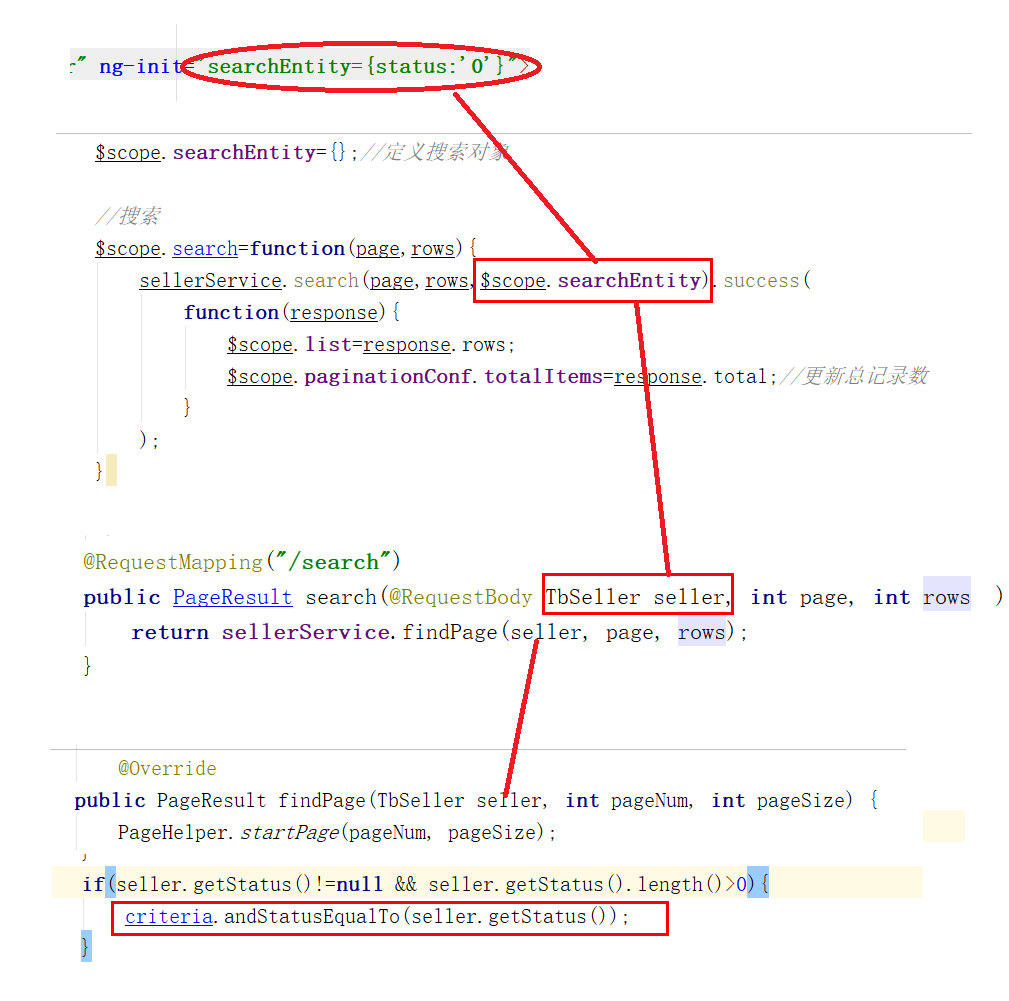 r" ng-init="searchEntity={status:'0'}">
$scope.searchEntity={};//定义搜索对象
//搜索
$scope.search=function(page,rows){
sellerService.search(page,rows,$scope.searchEntity).success(
function(response){
$scope.list=response.rows;
$scope.paginationConf.totalItems=response.total;//更新总记录数
}
);
}
@RequestMapping("/search")
public PageResult search(@RequestBody TbSeller seller, int page, int rows )
return sellerService.findPage(seller, page, rows);
}
@Override
public PageResult findPage(TbSeller seller, int pageNum, int pageSize) {
PageHelper.startPage(pageNum, pageSize);
if(seller.getStatus()!=null && seller.getStatus().length()>0){
criteria.andStatusEqualTo(seller.getStatus());
}